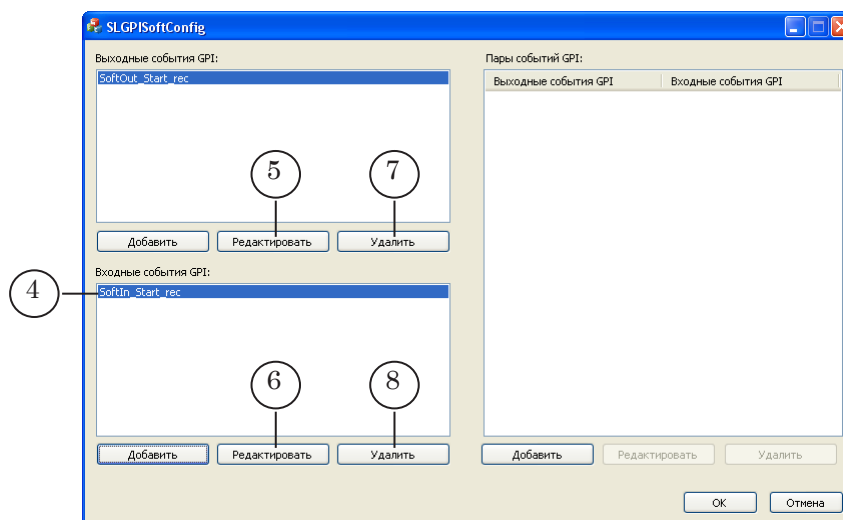 SLGPISoftConfig
Выходные события GPI:
SoftOut_Start_rec
5
7
Добавить Редактировать Удалить
Входные события GPI:
4
SoftIn_Start_rec
6
8
Добавить Редактировать Удалить
Пары событий GPI:
Выходные события GPI Входные события GPI
Добавить Редактировать Удалить
OK Отмена